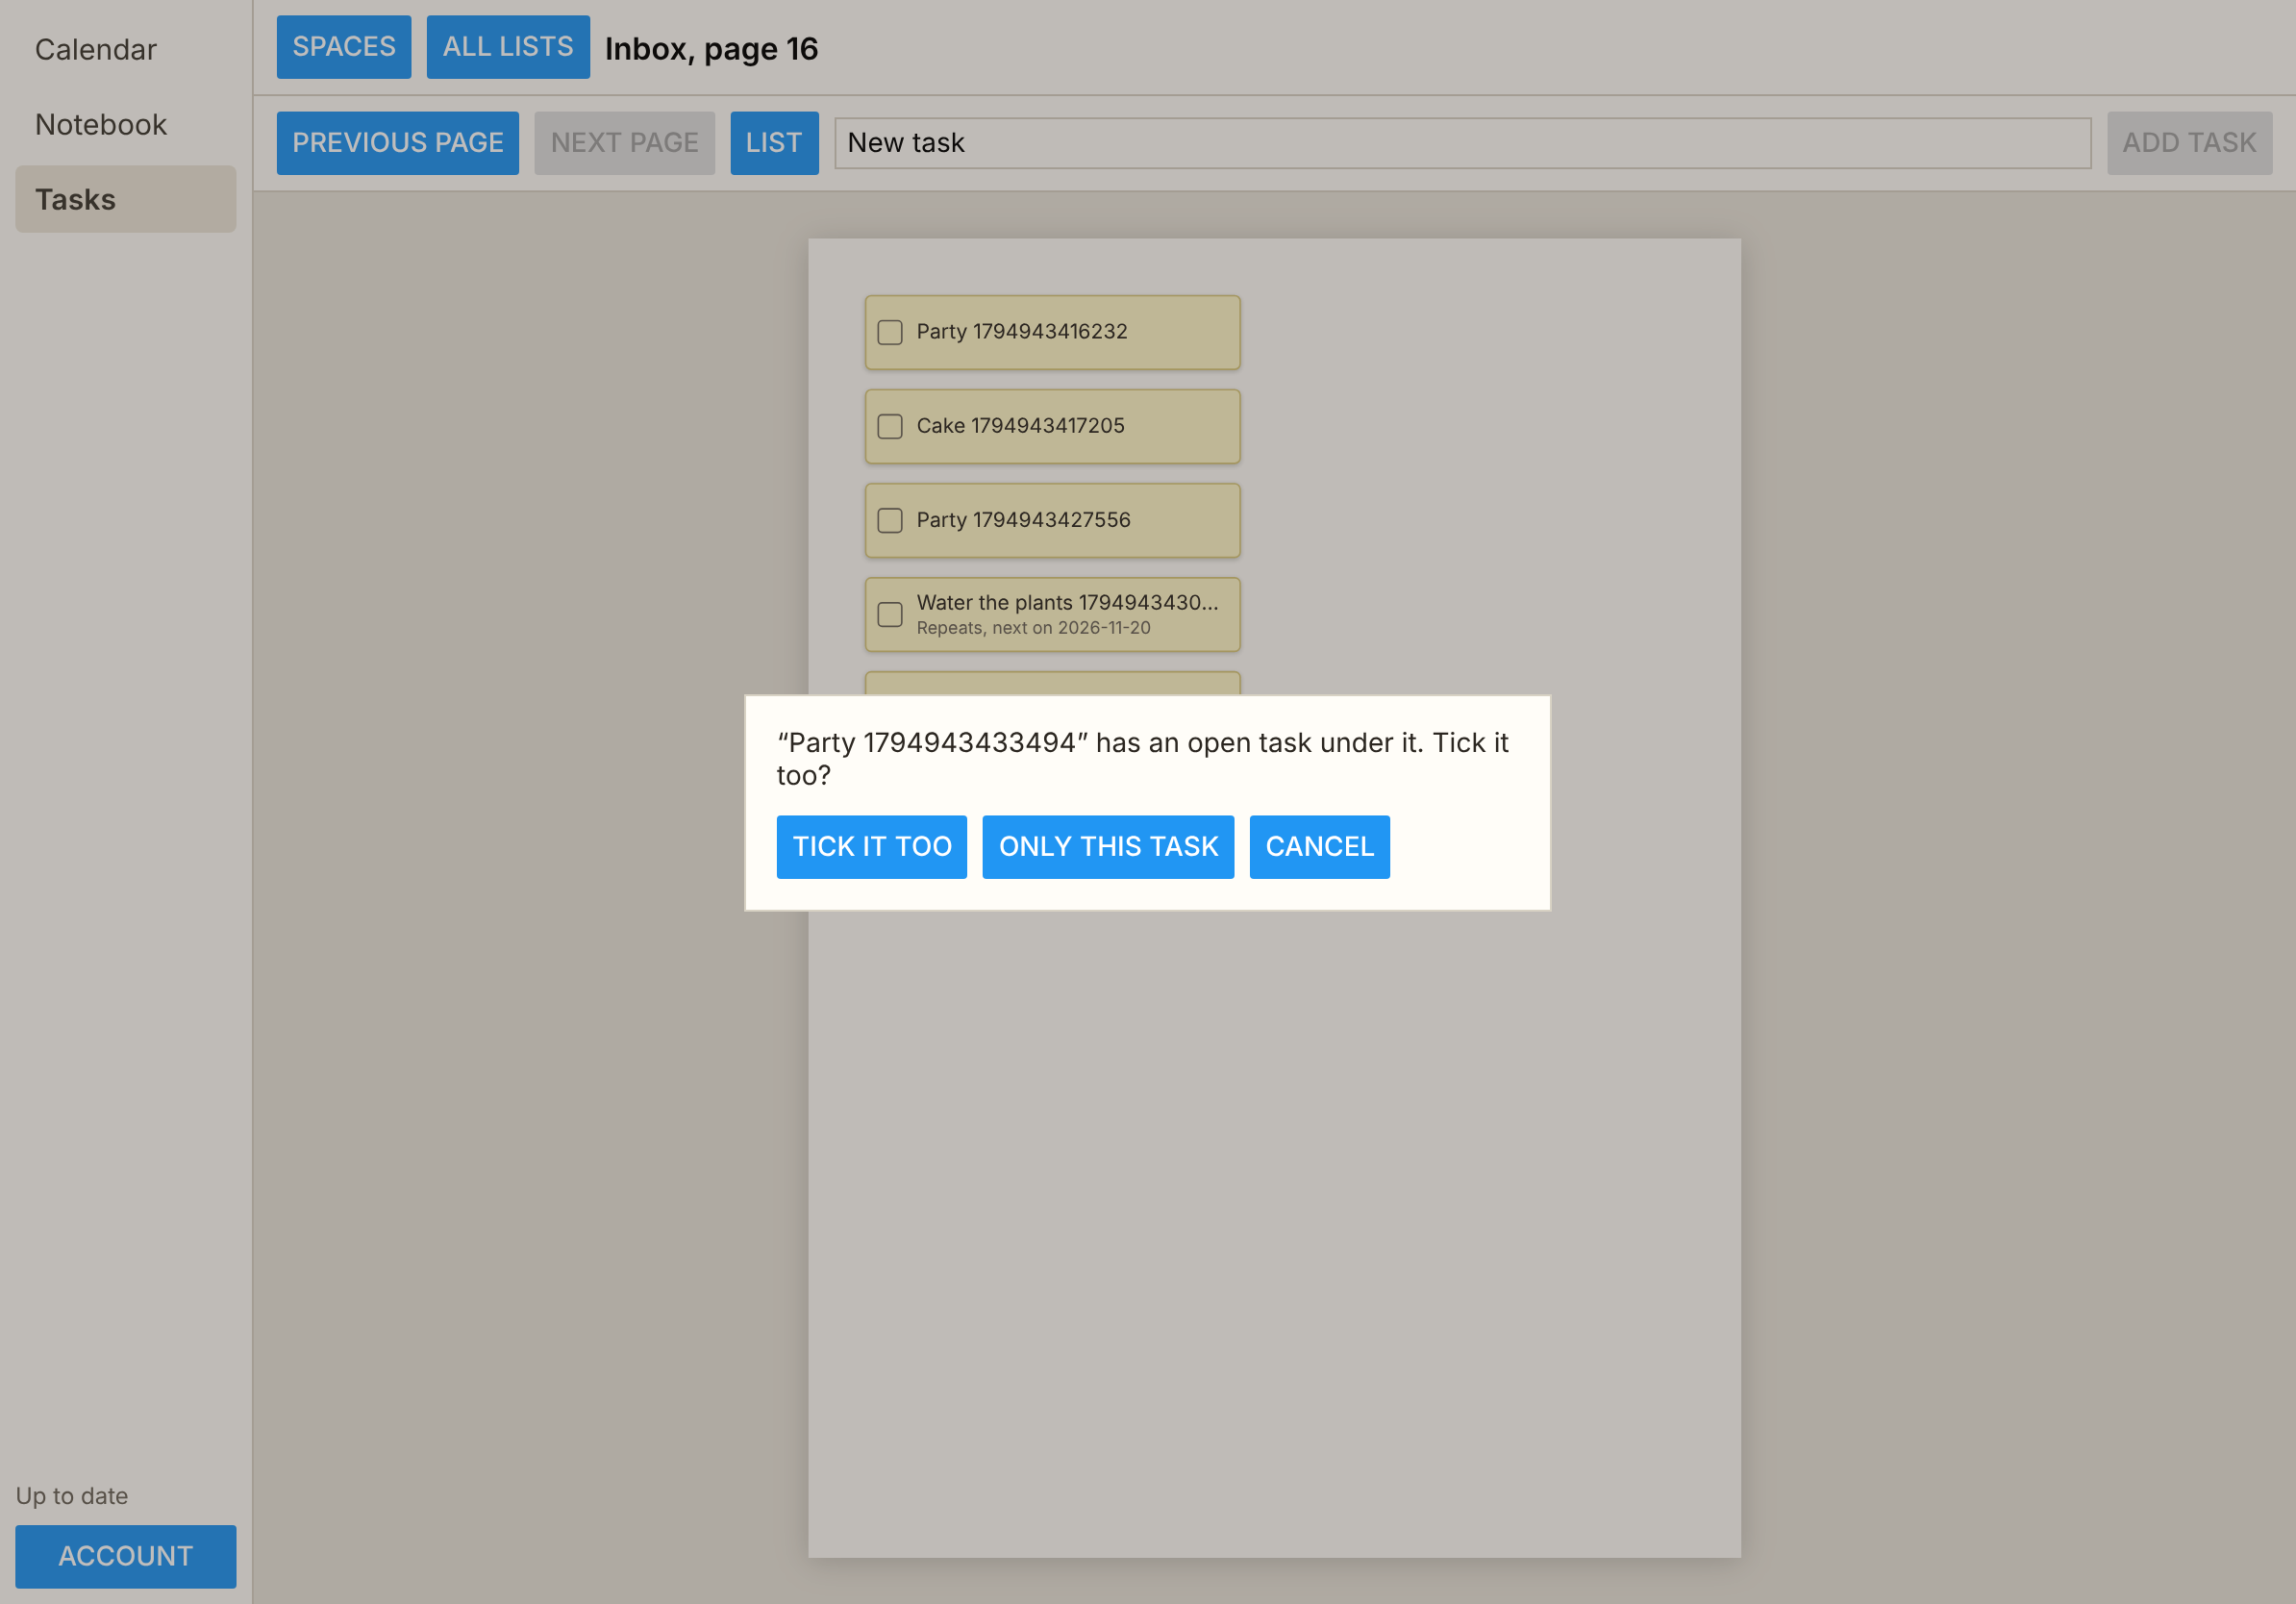 Calendar
Notebook
Tasks
SPACES
ALL LISTS
Inbox, page 16
PREVIOUS PAGE
NEXT PAGE
LIST
New task
ADD TASK
Party 1794943416232
Cake 1794943417205
Party 1794943427556
Water the plants 1794943430...
Repeats, next on 2026-11-20
“Party 1794943433494” has an open task under it. Tick it
too?
TICK IT TOO
ONLY THIS TASK
CANCEL
Up to date
ACCOUNT